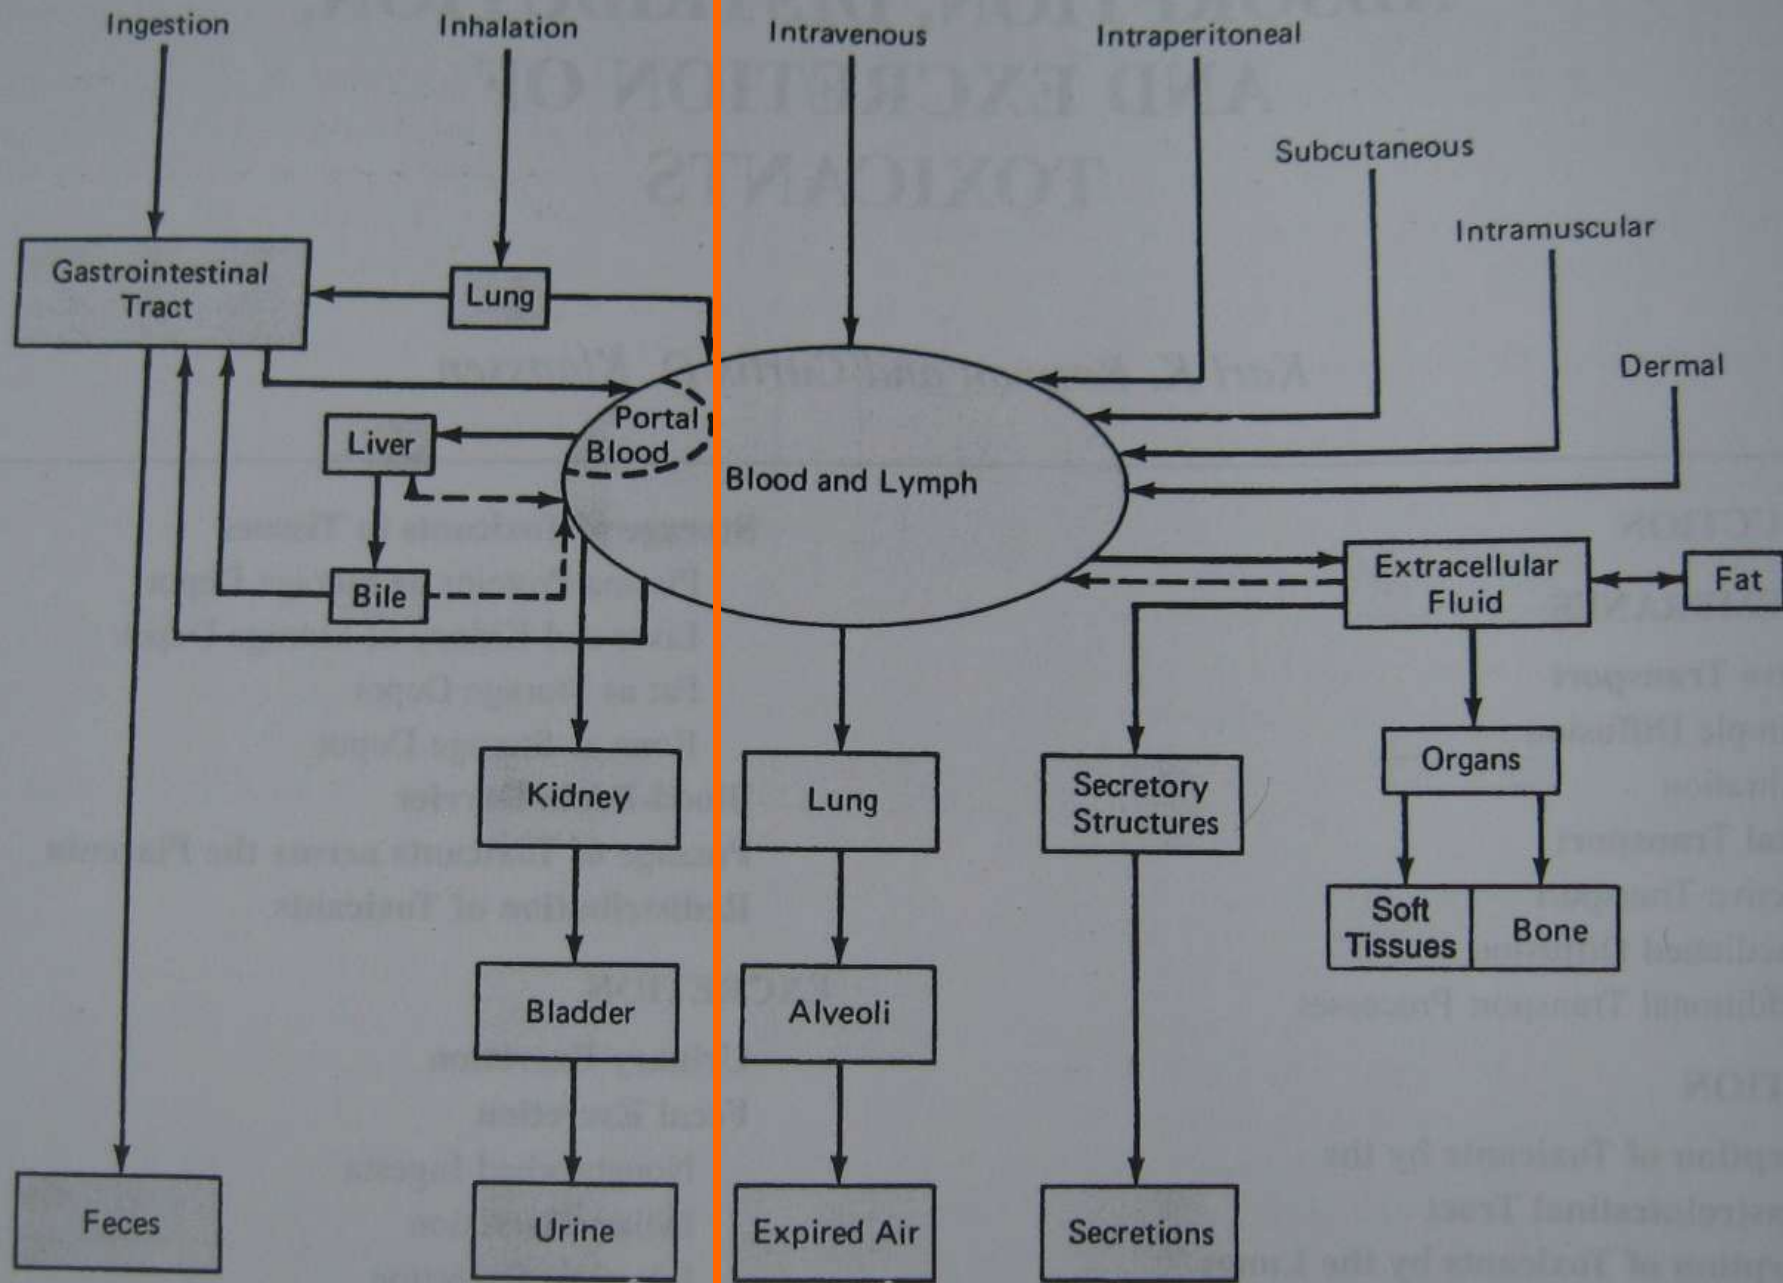 Ingestion
Inhalation
Intravenous
Intraperitoneal
Subcutaneous
Intramuscular
Dermal
Gastrointestinal
Tract
Lung
Portal
Blood
Liver
Blood and Lymph
Bile
Extracellular
Fluid
Fat
Kidney
Lung
Secretory
Structures
Organs
Soft
Tissues
Bone
Bladder
Alveoli
Feces
Urine
Expired Air
Secretions